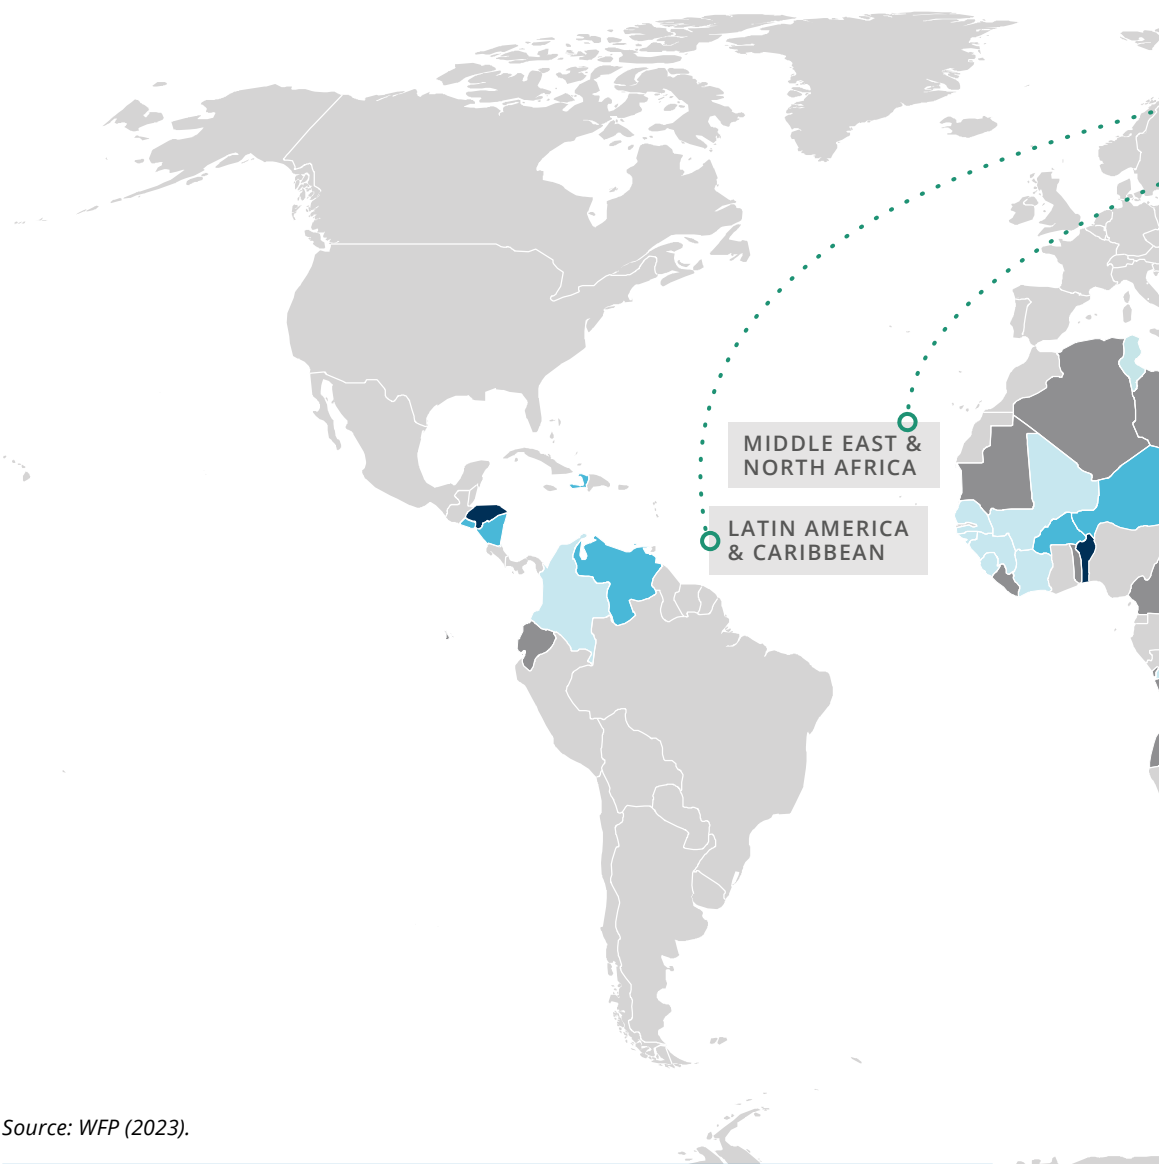 MIDDLE EAST &
NORTH AFRICA
LATIN AMERICA
& CARIBBEAN
Source: WFP (2023).